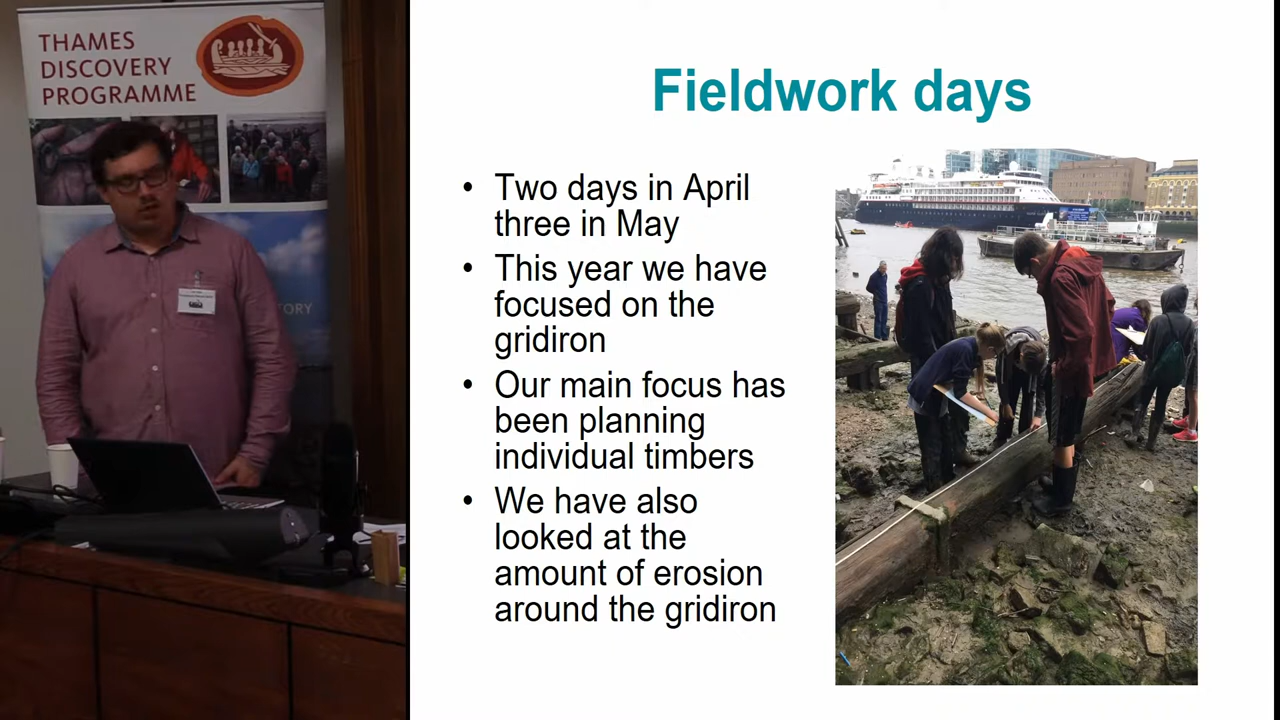 THAMES
DISCOVERY
PROGRAMME
ORY
Fieldwork days
• Two days in April
three in May
• This year we have
focused on the
gridiron
• Our main focus has
been planning
individual timbers
• We have also
looked at the
amount of erosion
around the gridiron